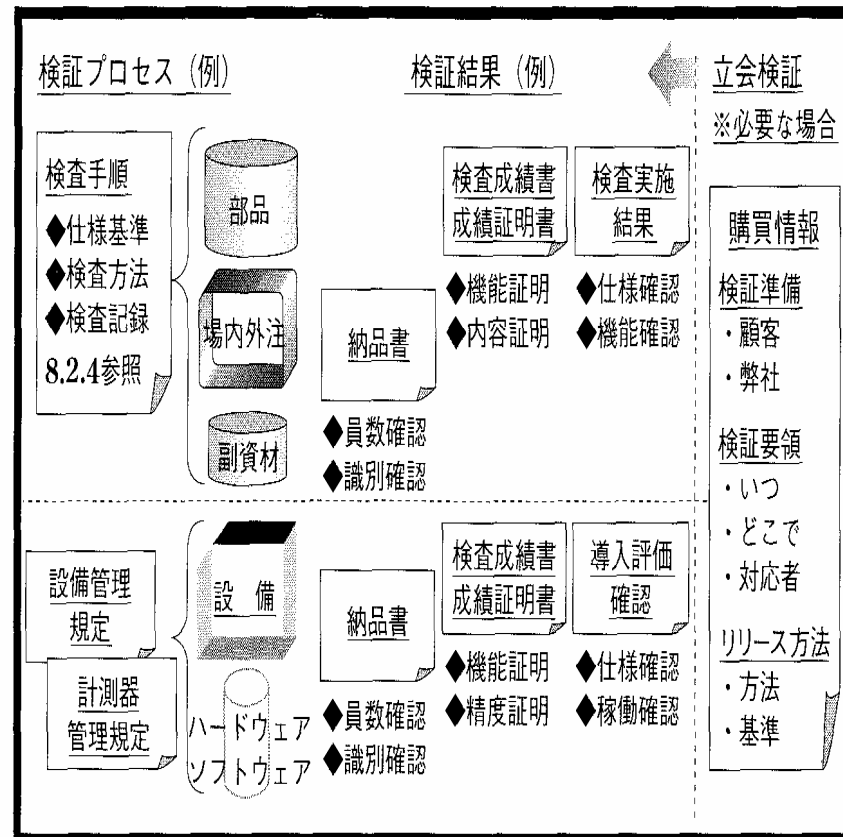 検証プロセス (例)
検証結果 (例)
立会検証
※必要な場合
検査手順
◆仕様基準
◆検査方法
◆検査記録
8.2.4参照
部品
場内外注
副資材
納品書
◆員数確認
◆識別確認
検査成績書
成績証明書
◆機能証明
◆内容証明
検査実施
結果
◆仕様確認
◆機能確認
設備管理
規定
計測器
管理規定
設 備
ハードウェア
ソフトウェア
納品書
◆員数確認
◆識別確認
検査成績書
成績証明書
◆機能証明
◆精度証明
導入評価
確認
◆仕様確認
◆稼働確認
購買情報
検証準備
・顧客
・弊社
検証要領
・いつ
・どこで
・対応者
リリース方法
・方法
・基準